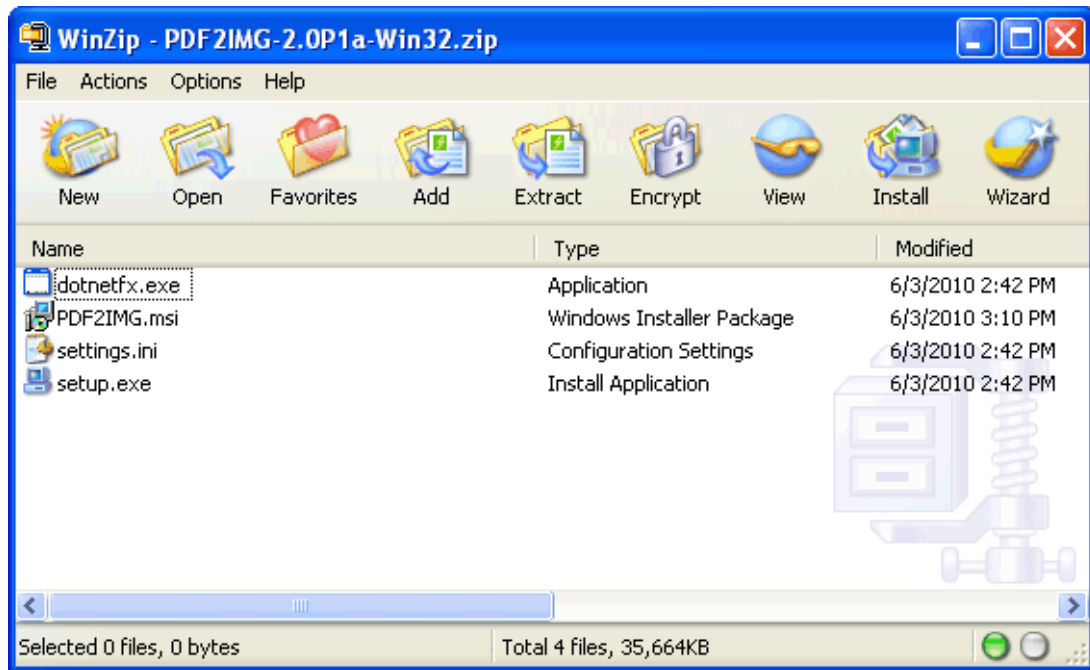 WinZip - PDF2IMG-2.0P1a-Win32.zip
File Actions Options Help
New Open Favorites Add Extract Encrypt View Install Wizard
Name Type Modified
dotnetfx.exe Application 6/3/2010 2:42 PM
PDF2IMG.msi Windows Installer Package 6/3/2010 3:10 PM
settings.ini Configuration Settings 6/3/2010 2:42 PM
setup.exe Install Application 6/3/2010 2:42 PM
Selected 0 files, 0 bytes Total 4 files, 35,664KB